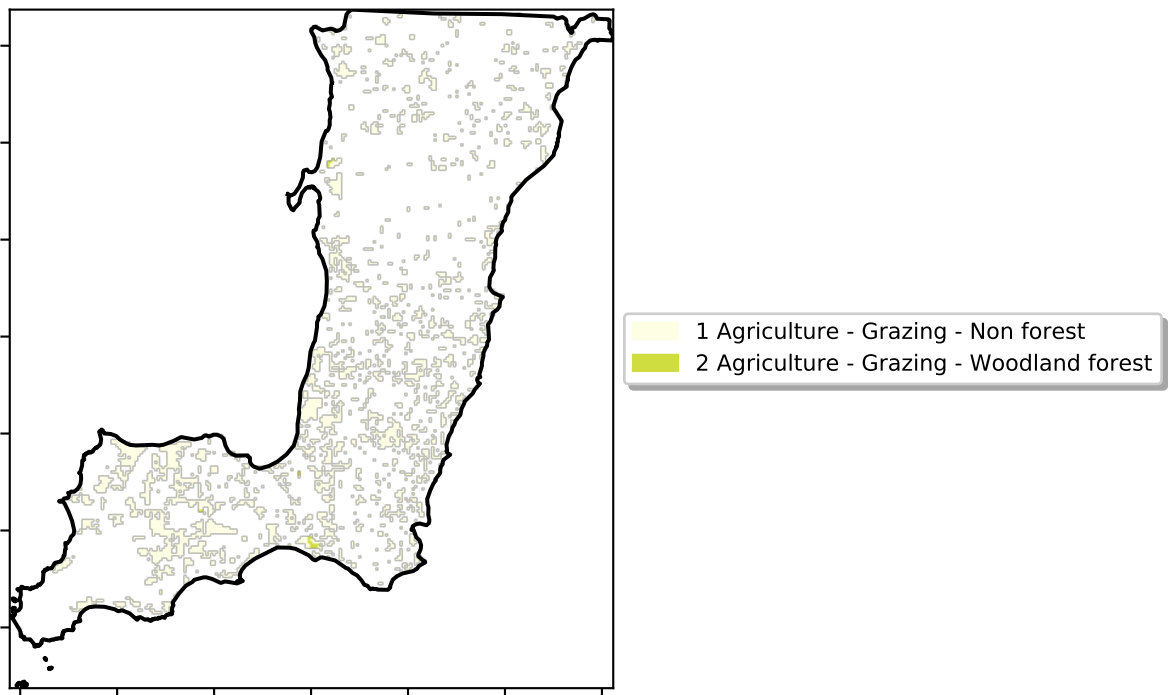 1 Agriculture - Grazing - Non forest
2 Agriculture - Grazing - Woodland forest